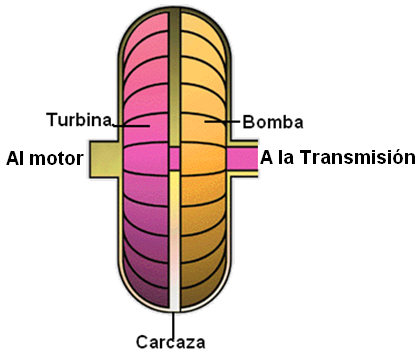 Turbina
Bomba
Al motor
A la Transmisión
Carcaza